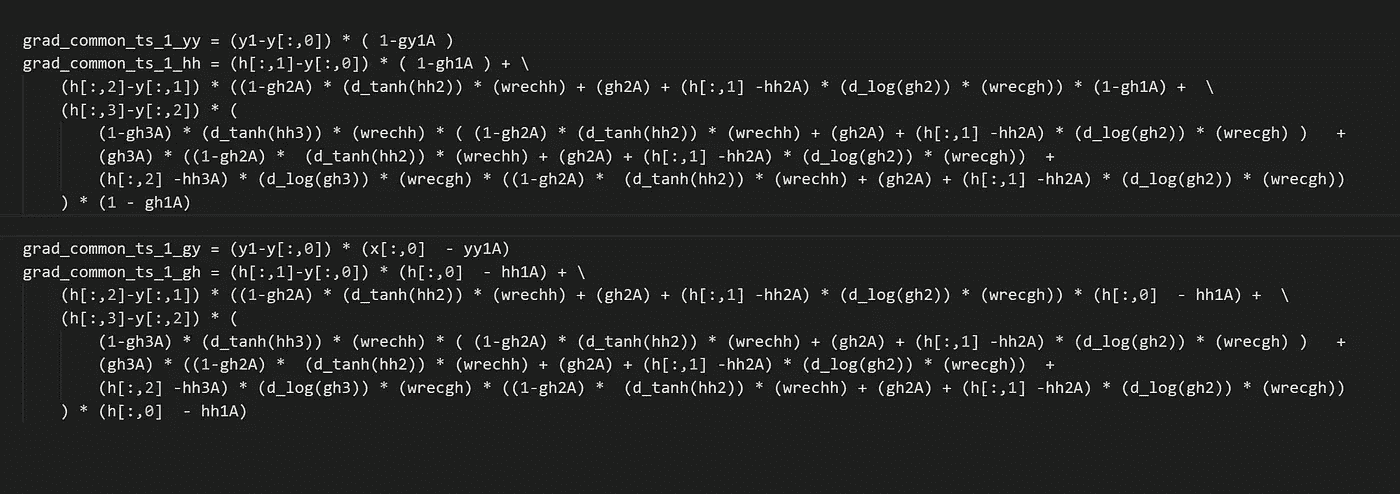 grad_common_ts_1_yy = (y1-y[:,0]) * ( 1-gy1A )
grad_common_ts_1_hh = (h[:,1]-y[:,0]) * ( 1-gh1A ) + \
(h[:,2]-y[:,1]) * ((1-gh2A) * (d_tanh(hh2)) * (wrechh) + (gh2A) + (h[:,1] -hh2A) * (d_log(gh2)) * (wrecgh)) * (1-gh1A) +  \
(h[:,3]-y[:,2]) * (
(1-gh3A) * (d_tanh(hh3)) * (wrechh) * ( (1-gh2A) * (d_tanh(hh2)) * (wrechh) + (gh2A) + (h[:,1] -hh2A) * (d_log(gh2)) * (wrecgh) )   +
(gh3A) * ((1-gh2A) *  (d_tanh(hh2)) * (wrechh) + (gh2A) + (h[:,1] -hh2A) * (d_log(gh2)) * (wrecgh))  +
(h[:,2] -hh3A) * (d_log(gh3)) * (wrecgh) * ((1-gh2A) *  (d_tanh(hh2)) * (wrechh) + (gh2A) + (h[:,1] -hh2A) * (d_log(gh2)) * (wrecgh))
) * (1 - gh1A)
grad_common_ts_1_gy = (y1-y[:,0]) * (x[:,0]  - yy1A)
grad_common_ts_1_gh = (h[:,1]-y[:,0]) * (h[:,0]  - hh1A) + \
(h[:,2]-y[:,1]) * ((1-gh2A) * (d_tanh(hh2)) * (wrechh) + (gh2A) + (h[:,1] -hh2A) * (d_log(gh2)) * (wrecgh)) * (h[:,0]  - hh1A) +  \
(h[:,3]-y[:,2]) * (
(1-gh3A) * (d_tanh(hh3)) * (wrechh) * ( (1-gh2A) * (d_tanh(hh2)) * (wrechh) + (gh2A) + (h[:,1] -hh2A) * (d_log(gh2)) * (wrecgh) )   +
(gh3A) * ((1-gh2A) *  (d_tanh(hh2)) * (wrechh) + (gh2A) + (h[:,1] -hh2A) * (d_log(gh2)) * (wrecgh))  +
(h[:,2] -hh3A) * (d_log(gh3)) * (wrecgh) * ((1-gh2A) *  (d_tanh(hh2)) * (wrechh) + (gh2A) + (h[:,1] -hh2A) * (d_log(gh2)) * (wrecgh))
) * (h[:,0]  - hh1A)